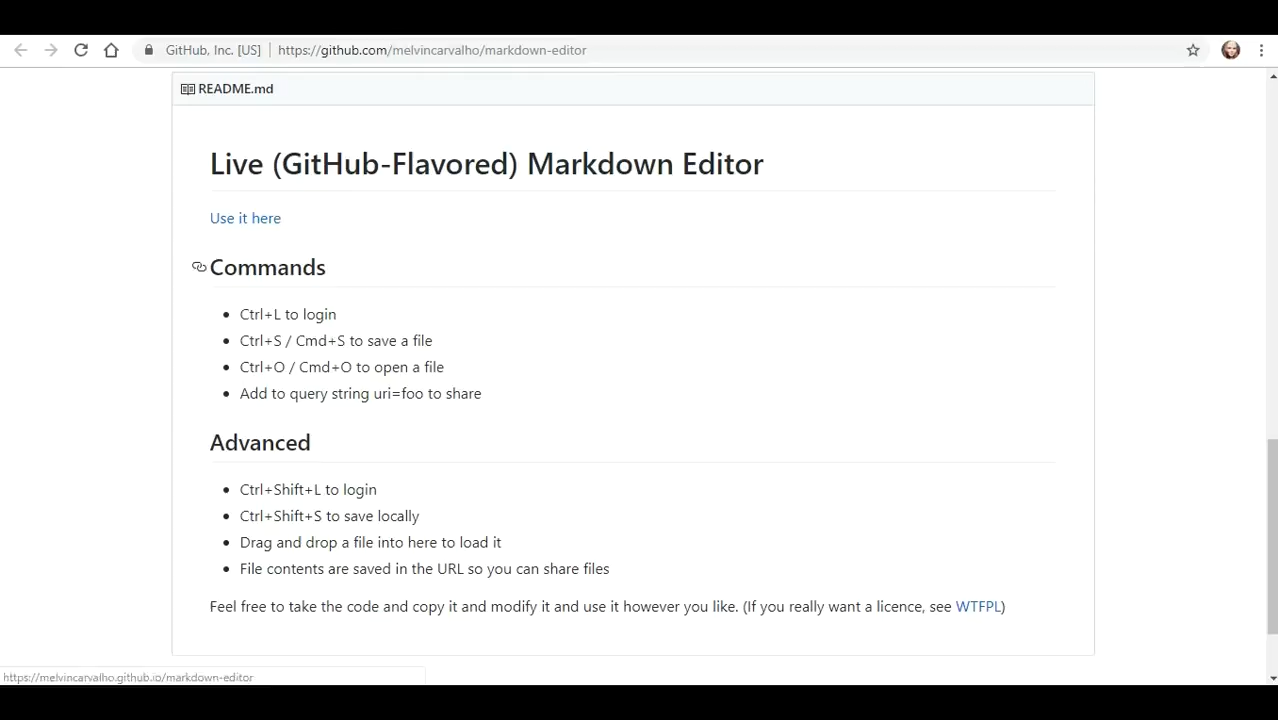 GitHub, Inc. [US] https://github.com/melvincarvalho/markdown-editor
README.md
Live (GitHub-Flavored) Markdown Editor
Use it here
Commands
• Ctrl+L to login
• Ctrl+S / Cmd+S to save a file
• Ctrl+O / Cmd+O to open a file
• Add to query string uri=foo to share
Advanced
• Ctrl+Shift+L to login
• Ctrl+Shift+S to save locally
• Drag and drop a file into here to load it
• File contents are saved in the URL so you can share files
Feel free to take the code and copy it and modify it and use it however you like. (If you really want a licence, see WTFPL)
https://melvincarvalho.github.io/markdown-editor